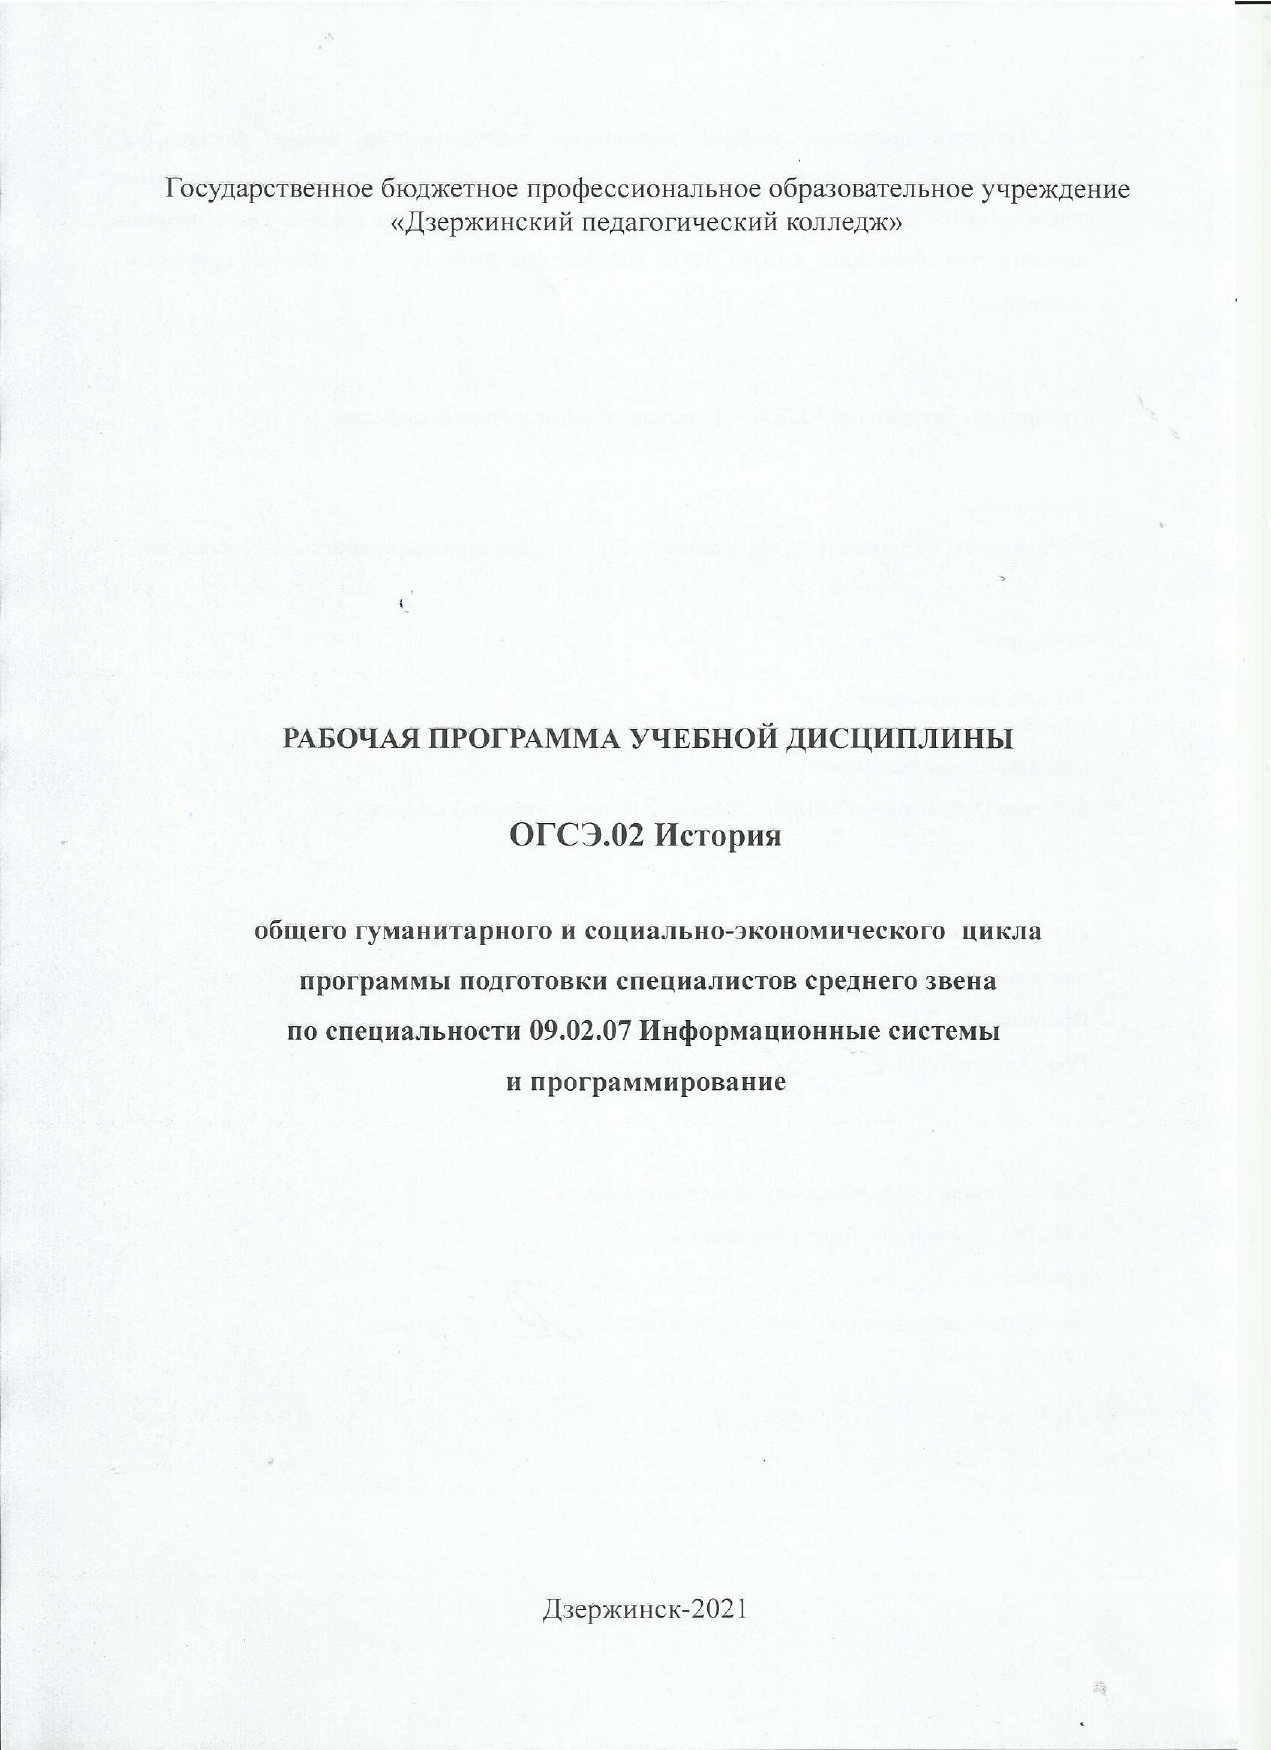 Государственное бюджетное профессиональное образовательное учреждение
«Дзержинский педагогический колледж»
РАБОЧАЯ ПРОГРАММА УЧЕБНОЙ ДИСЦИПЛИНЫ
ОГСЭ.02 История
общего гуманитарного и социально-экономического цикла
программы подготовки специалистов среднего звена
по специальности 09.02.07 Информационные системы
и программирование
Дзержинск-2021